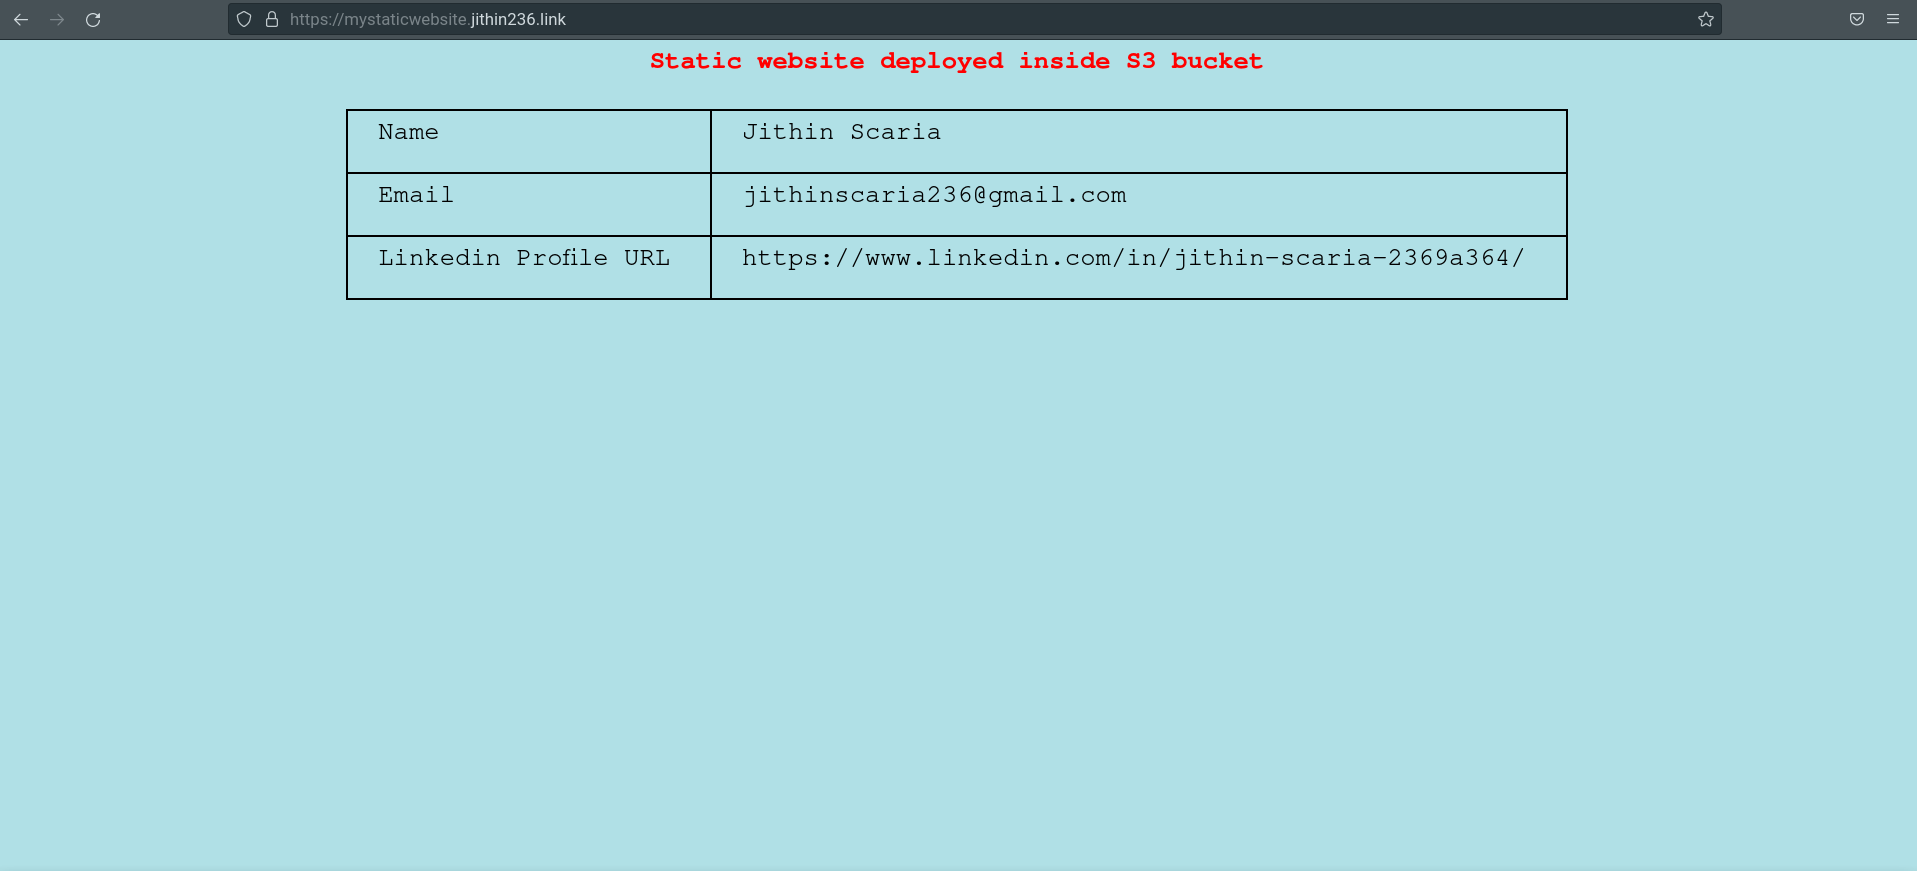 https://mystaticwebsite.jithin236.link
Static website deployed inside S3 bucket
Name Jithin Scaria
Email jithinscaria236@gmail.com
Linkedin Profile URL https://www.linkedin.com/in/jithin-scaria-2369a364/